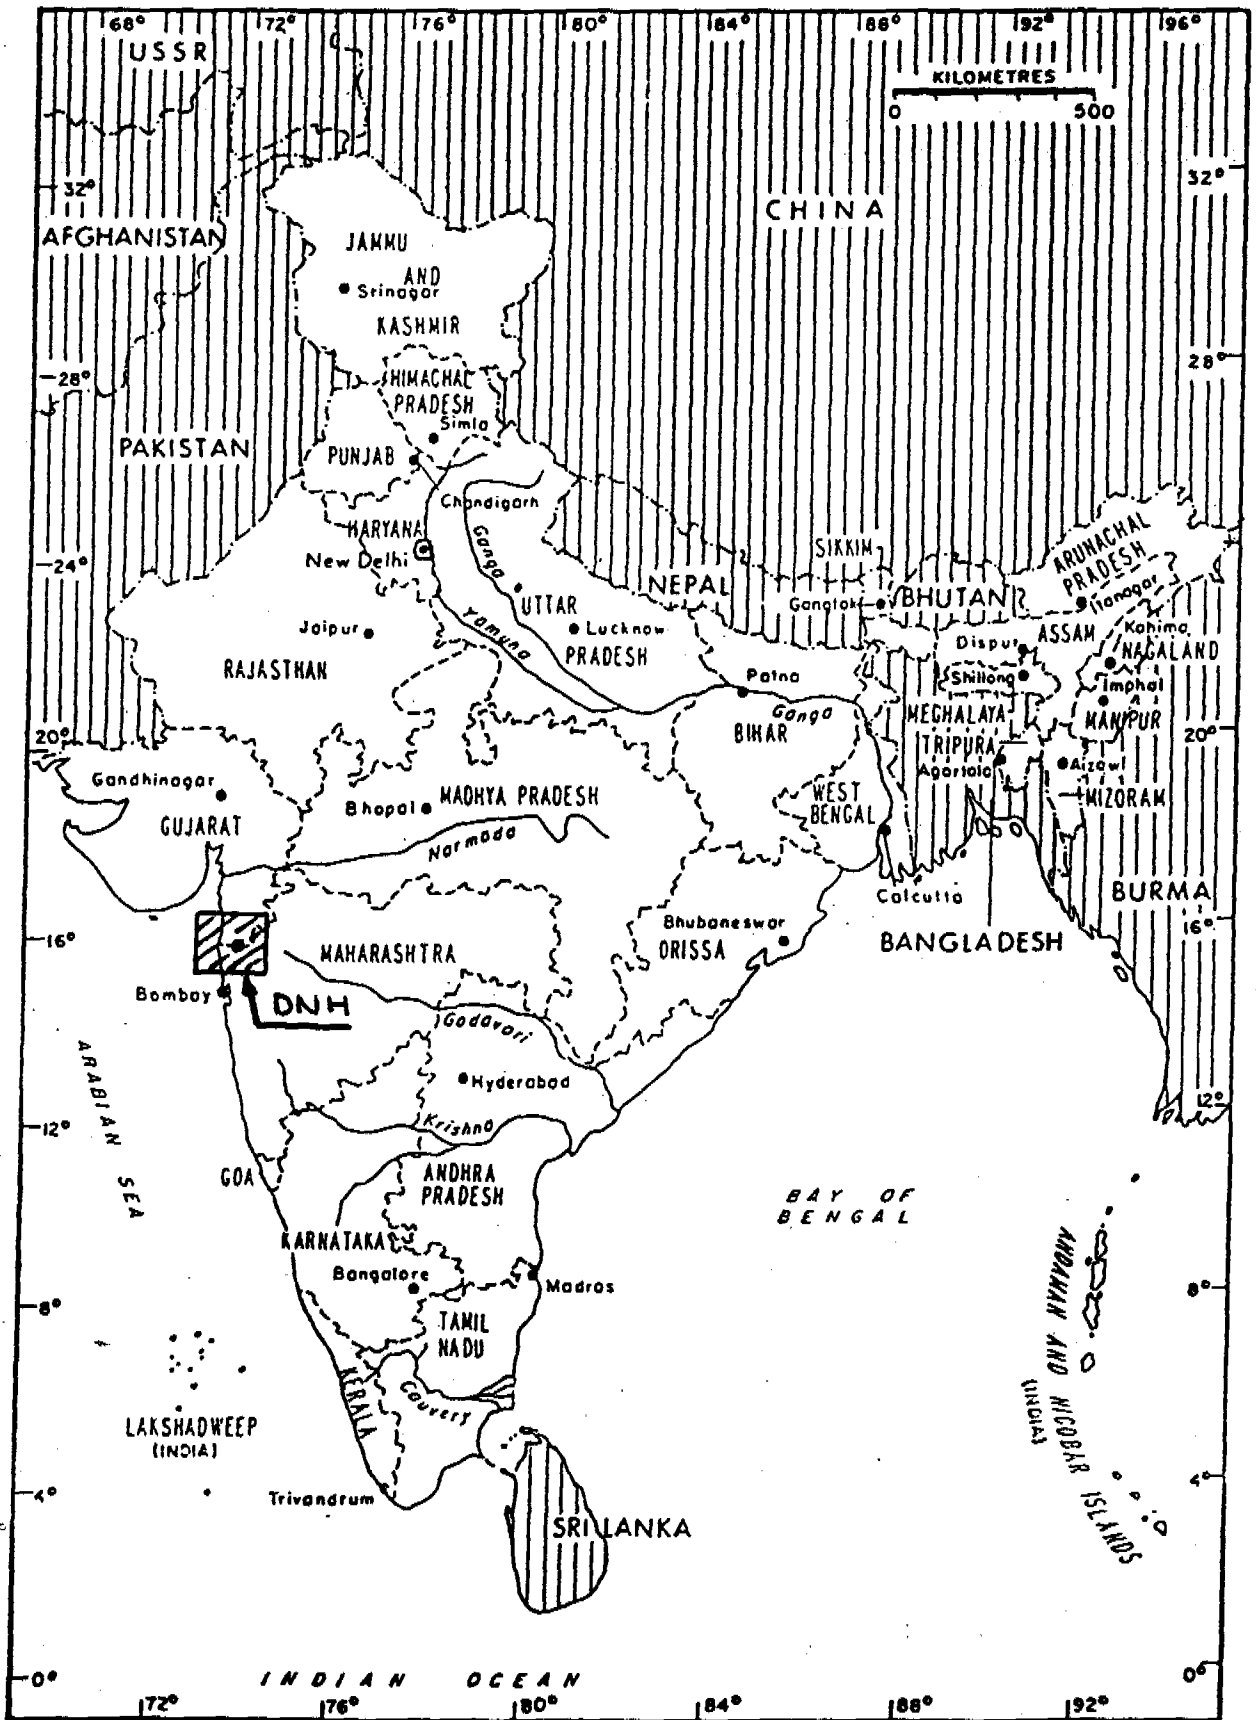 68° 72° 76° 80° 84° 88° 92° 96°
USSR
KILOMETRES
0 500
32° 32°
CHINA
AFGHANISTAN
JAMMU
AND
Srinagar
KASHMIR
28° 28°
HIMACHAL
PRADESH
Simla
PAKISTAN
PUNJAB
Chandigarh
HARYANA
New Delhi
Ganga
24°
SIKKIM
ARUNACHAL
PRADESH
Itanagar
NEPAL
Gangtok
BHUTAN
UTTAR
PRADESH
Lucknow
Yamuna
Jaipur
RAJASTHAN
Dispur
ASSAM
Kohima
NAGALAND
Shillong
Imphal
MEGHALAYA
MANIPUR
Patna
Ganga
BIHAR
20° 20°
TRIPURA
Agartala
Aizawl
MIZORAM
Gandhinagar
GUJARAT
Bhopal
MADHYA PRADESH
Narmada
WEST
BENGAL
Calcutta
BURMA
16° 16°
BANGLADESH
Bhubaneswar
ORISSA
MAHARASHTRA
Bombay
DNH
Godavari
ARABIAN SEA
Hyderabad
12° 12°
Krishna
GOA
ANDHRA
PRADESH
BAY OF
BENGAL
KARNATAKA
Bangalore
Madras
8° 8°
TAMIL
NADU
KERALA
Cauvery
ANDAMAN AND NICOBAR ISLANDS
(INDIA)
LAKSHADWEEP
(INDIA)
4° 4°
Trivandrum
SRI LANKA
0° 0°
INDIAN OCEAN
72° 76° 80° 84° 88° 92°